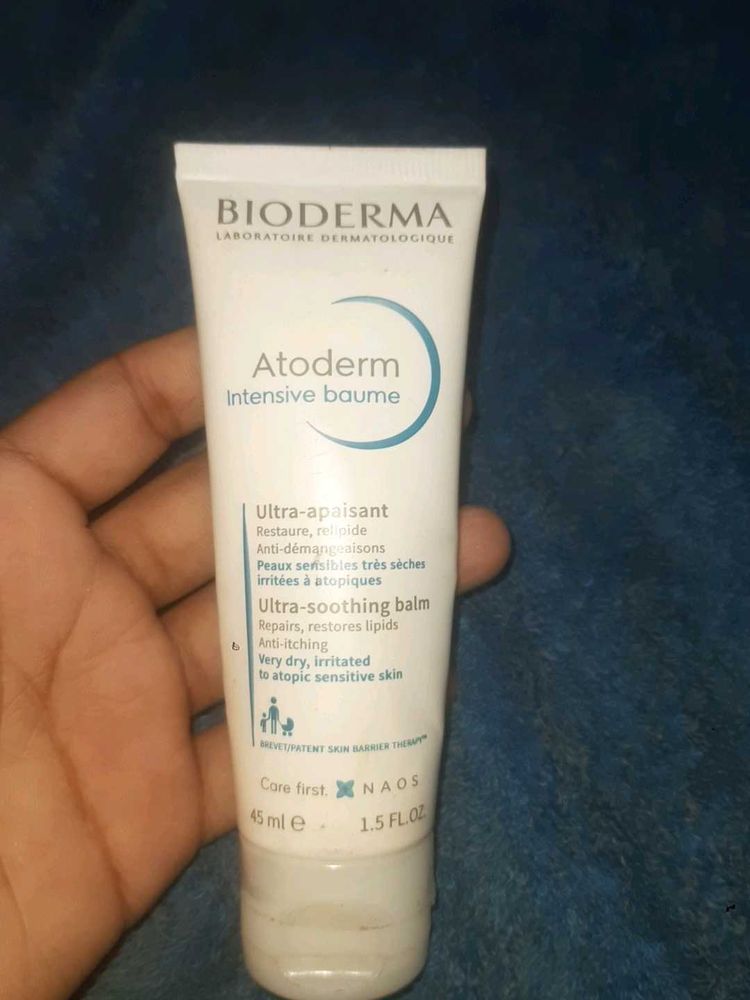 BIODERMA
LABORATOIRE DERMATOLOGIQUE
Atoderm
Intensive baume
Ultra-apaisant
Restaure, relipide
Anti-démangeaisons
Peaux sensibles très sèches
irritées à atopiques
Ultra-soothing balm
Repairs, restores lipids
Anti-itching
Very dry, irritated
to atopic sensitive skin
BREVET/PATENT SKIN BARRIER THERAPY™
Care first. NAOS
45 ml e 1.5 FL.OZ.